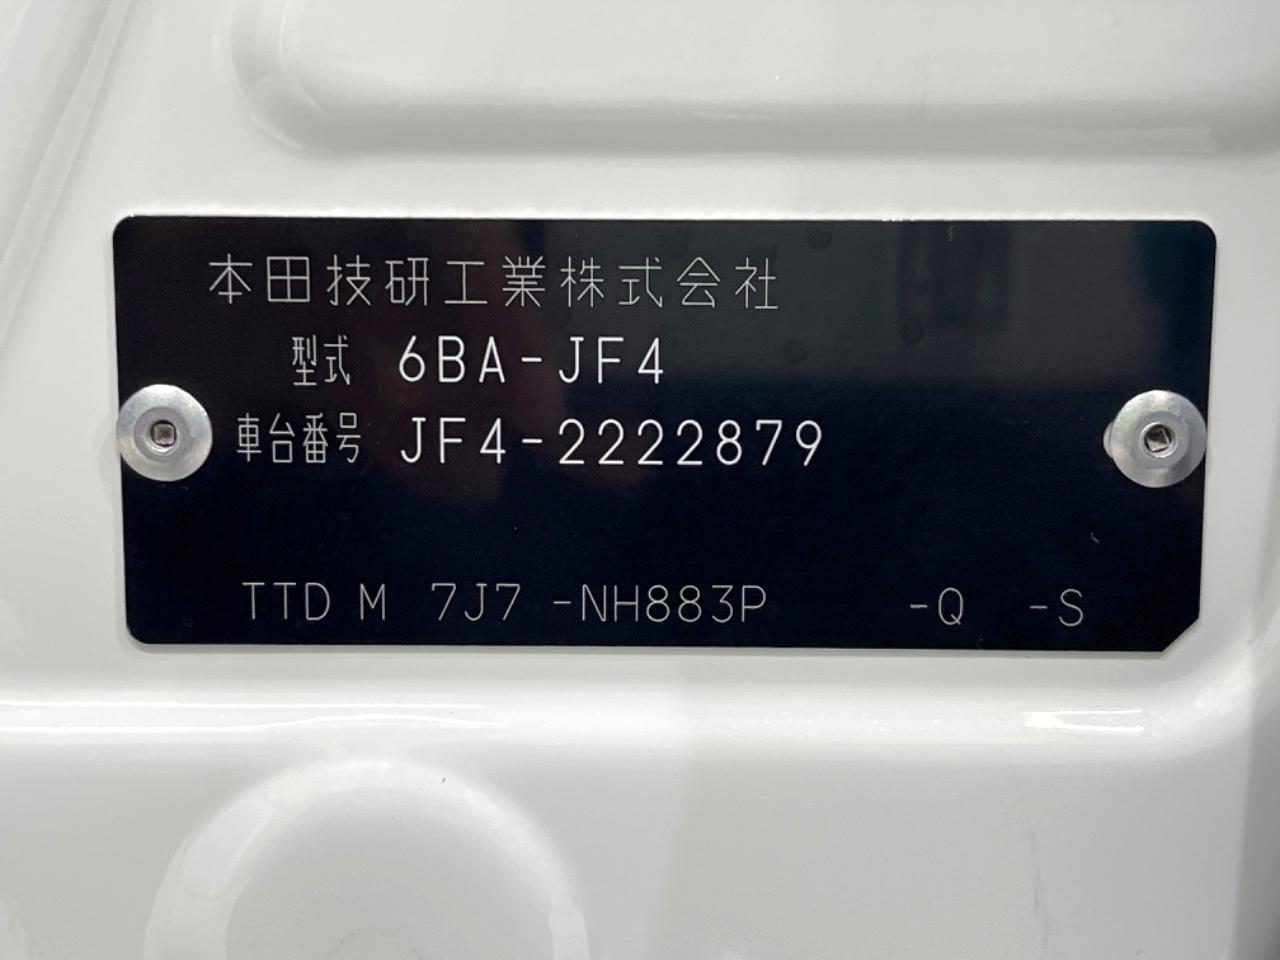 本田技研工業株式会社
型式 6BA-JF4
車台番号 JF4-2222879
TTD M 7J7 -NH883P -Q -S